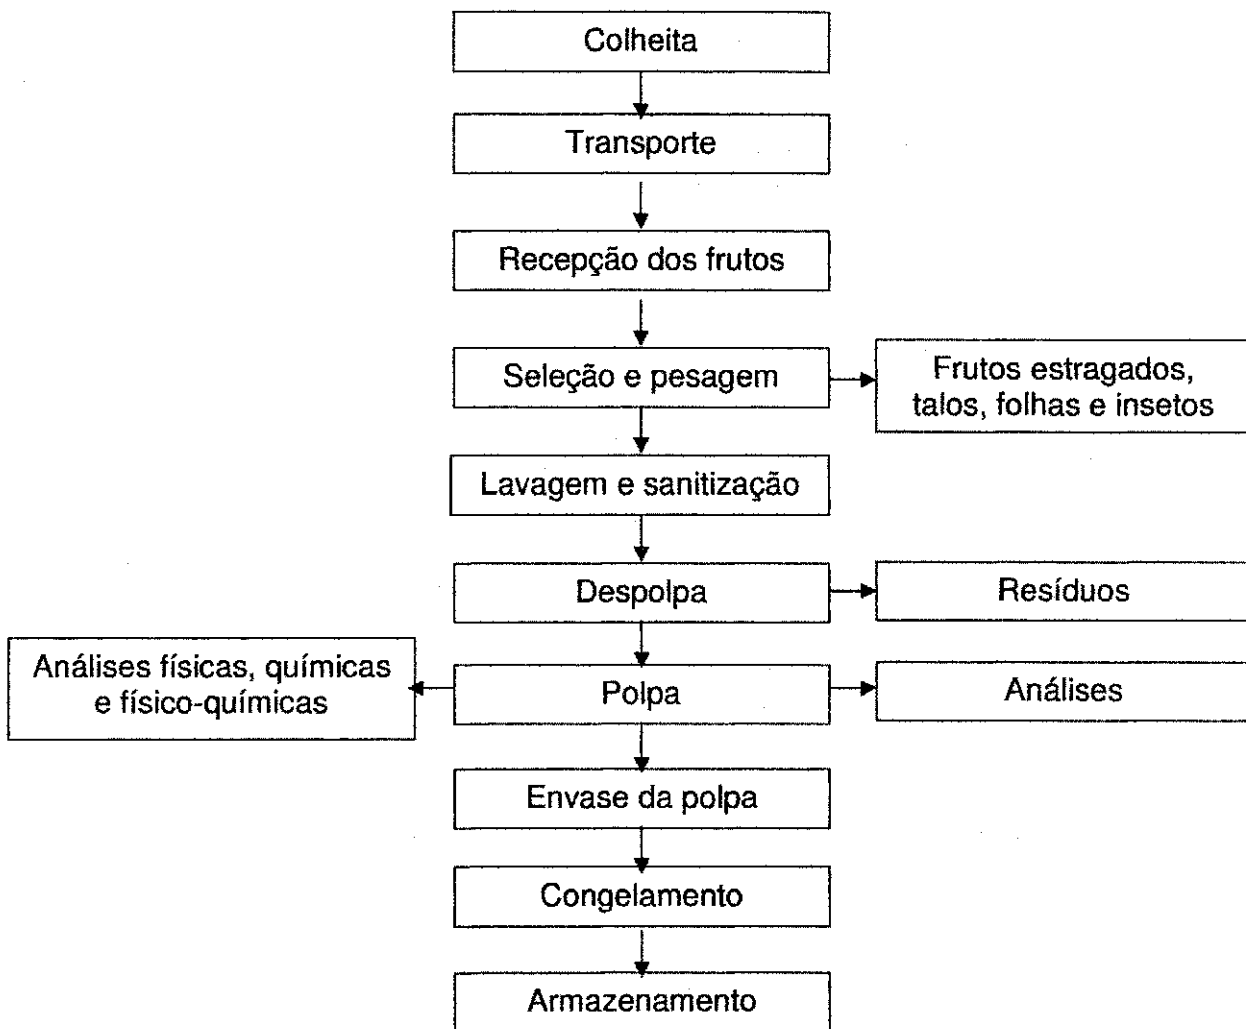 Colheita
Transporte
Recepção dos frutos
Seleção e pesagem
Frutos estragados,
talos, folhas e insetos
Lavagem e sanitização
Despolpa
Resíduos
Análises físicas, químicas
e físico-químicas
Polpa
Análises
Envase da polpa
Congelamento
Armazenamento